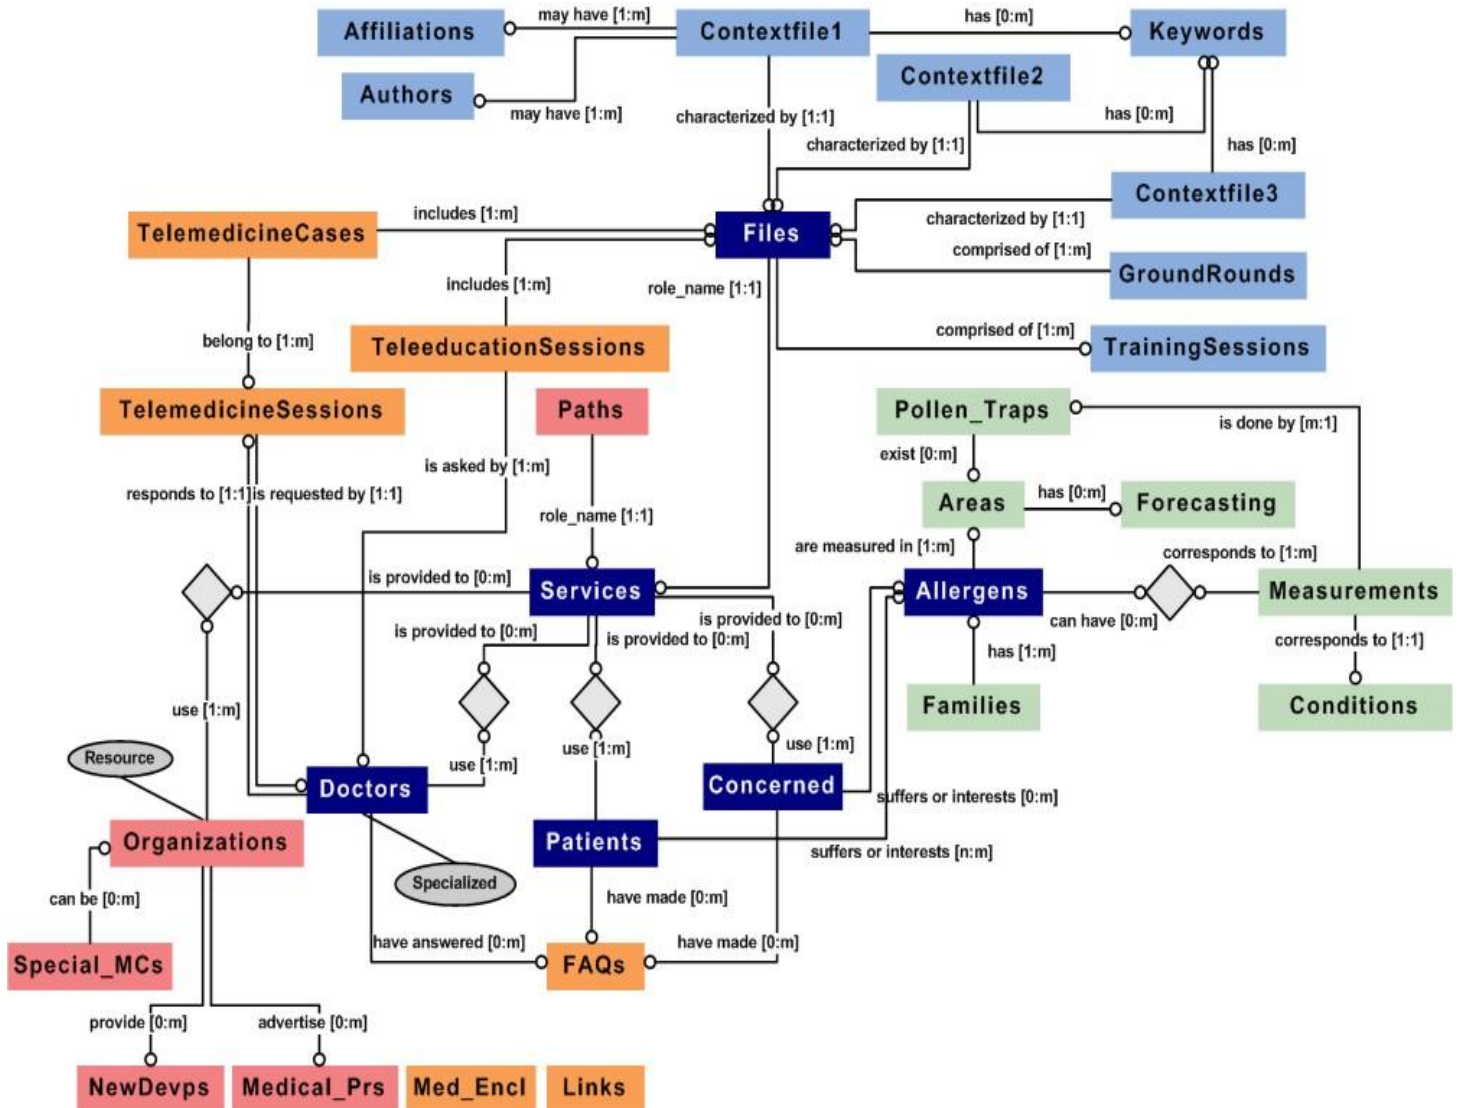 may have [1:m]
has [0:m]
Affiliations
Contextfile1
Keywords
Contextfile2
Authors
may have [1:m]
characterized by [1:1]
has [0:m]
characterized by [1:1]
has [0:m]
Contextfile3
includes [1:m]
TelemedicineCases
Files
characterized by [1:1]
comprised of [1:m]
GroundRounds
includes [1:m]
role_name [1:1]
belong to [1:m]
TeleeducationSessions
comprised of [1:m]
TrainingSessions
TelemedicineSessions
Paths
Pollen_Traps
is done by [m:1]
exist [0:m]
is asked by [1:m]
responds to [1:1]
is requested by [1:1]
has [0:m]
Areas
Forecasting
role_name [1:1]
are measured in [1:m]
corresponds to [1:m]
is provided to [0:m]
Services
Allergens
Measurements
is provided to [0:m]
is provided to [0:m]
is provided to [0:m]
can have [0:m]
corresponds to [1:1]
has [1:m]
use [1:m]
Families
Conditions
use [1:m]
use [1:m]
use [1:m]
Resource
Doctors
Concerned
suffers or interests [0:m]
Organizations
Patients
suffers or interests [n:m]
Specialized
can be [0:m]
have made [0:m]
have answered [0:m]
have made [0:m]
Special_MCs
FAQs
provide [0:m]
advertise [0:m]
NewDevps
Medical_Prs
Med_Encl
Links